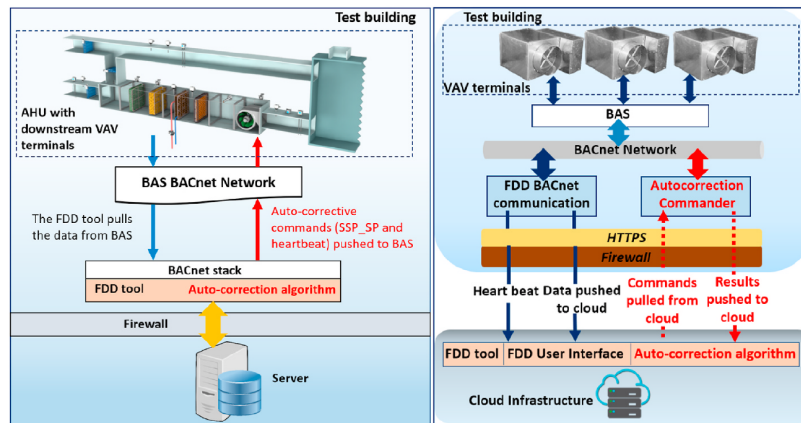 Test building
AHU with
downstream VAV
terminals
BAS BACnet Network
The FDD tool pulls
the data from BAS
Auto-corrective
commands (SSP_SP and
heartbeat) pushed to BAS
BACnet stack
FDD tool
Auto-correction algorithm
Firewall
Server
Test building
VAV terminals
BAS
BACnet Network
FDD BACnet
communication
Autocorrection
Commander
HTTPS
Firewall
Heart beat
Data pushed
to cloud
Commands
pulled from
cloud
Results
pushed to
cloud
FDD tool
FDD User Interface
Auto-correction algorithm
Cloud Infrastructure